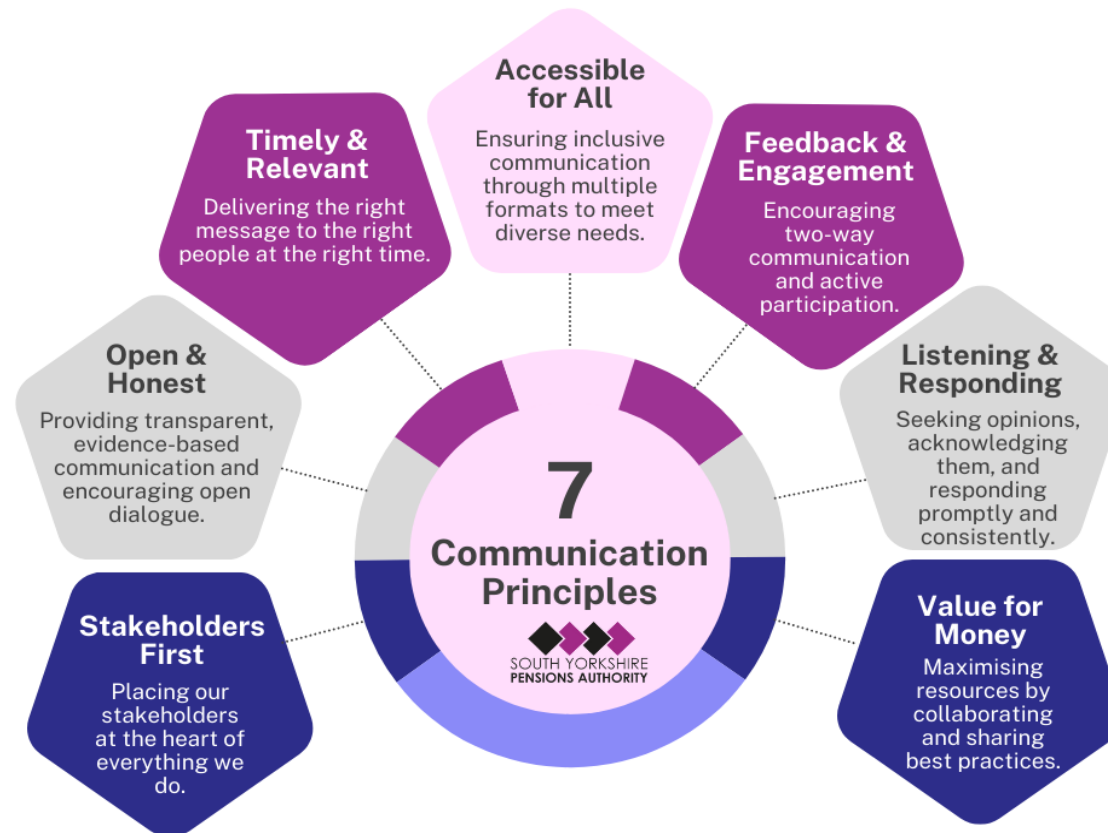 Accessible
for All
Ensuring inclusive
communication
through multiple
formats to meet
diverse needs.
Timely &
Relevant
Delivering the right
message to the right
people at the right time.
Feedback &
Engagement
Encouraging
two-way
communication
and active
participation.
Open &
Honest
Providing transparent,
evidence-based
communication and
encouraging open
dialogue.
Listening &
Responding
Seeking opinions,
acknowledging
them, and
responding
promptly and
consistently.
7
Communication
Principles
SOUTH YORKSHIRE
PENSIONS AUTHORITY
Stakeholders
First
Placing our
stakeholders
at the heart of
everything we
do.
Value for
Money
Maximising
resources by
collaborating
and sharing
best practices.